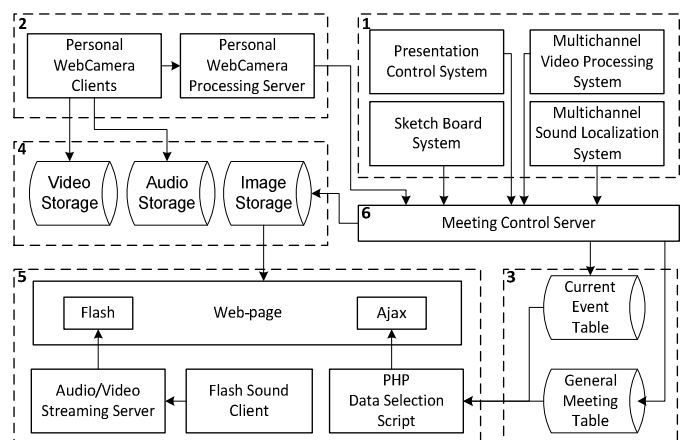 2
Personal
WebCamera
Clients
Personal
WebCamera
Processing Server
1
Presentation
Control System
Multichannel
Video Processing
System
Sketch Board
System
Multichannel
Sound Localization
System
4
Video
Storage
Audio
Storage
Image
Storage
6
Meeting Control Server
5
Flash
Web-page
Ajax
Audio/Video
Streaming Server
Flash Sound
Client
PHP
Data Selection
Script
3
Current
Event
Table
General
Meeting
Table